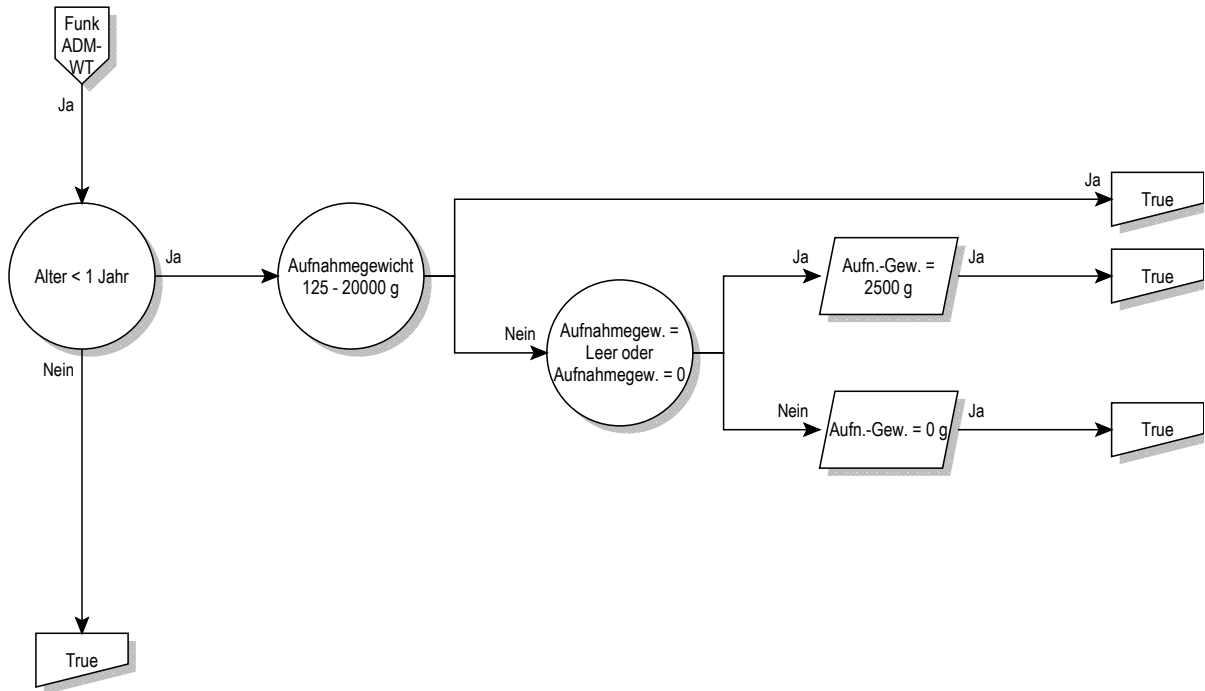 Funk
ADM-
WT
Ja
Ja
True
Alter < 1 Jahr
Ja
Aufnahmegewicht
125 - 20000 g
Ja
Aufn.-Gew. =
2500 g
Ja
True
Nein
Aufnahmegew. =
Leer oder
Aufnahmegew. = 0
Nein
Nein
Aufn.-Gew. = 0 g
Ja
True
True